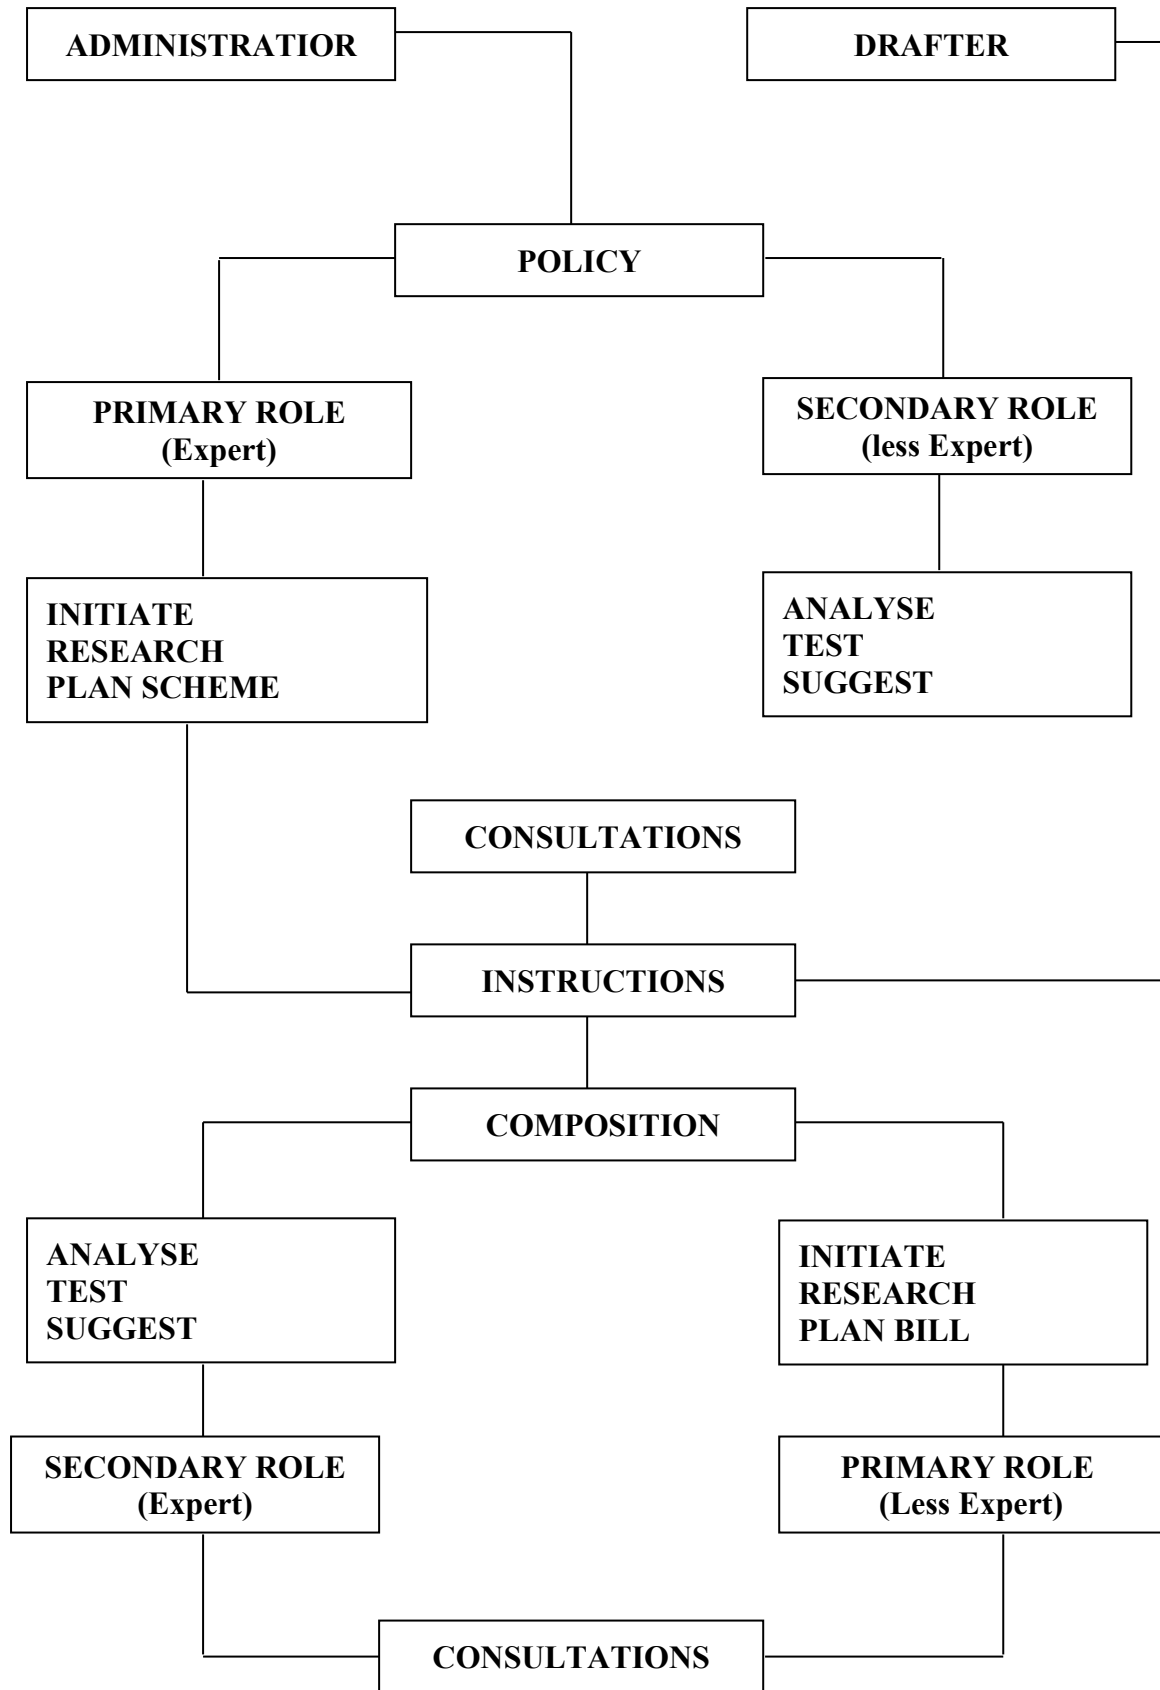 ADMINISTRATIOR
DRAFTER
POLICY
PRIMARY ROLE
(Expert)
SECONDARY ROLE
(less Expert)
INITIATE
RESEARCH
PLAN SCHEME
ANALYSE
TEST
SUGGEST
CONSULTATIONS
INSTRUCTIONS
COMPOSITION
ANALYSE
TEST
SUGGEST
INITIATE
RESEARCH
PLAN BILL
SECONDARY ROLE
(Expert)
PRIMARY ROLE
(Less Expert)
CONSULTATIONS